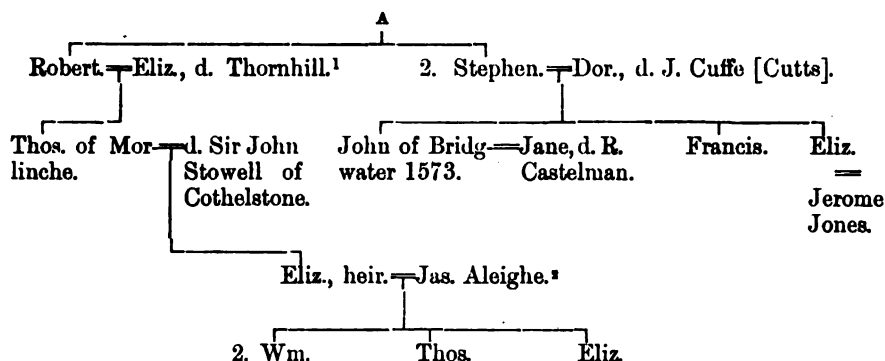 A
Robert. = Eliz., d. Thornhill.¹ 2. Stephen. = Dor., d. J. Cuffe [Cutts].
Thos. of Mor- = d. Sir John John of Bridg- = Jane, d. R. Francis. Eliz.
linche. Stowell of water 1573. Castelman. =
Cothelstone. Jerome
Jones.
Eliz., heir. = Jas. Aleighe.²
2. Wm. Thos. Eliz.